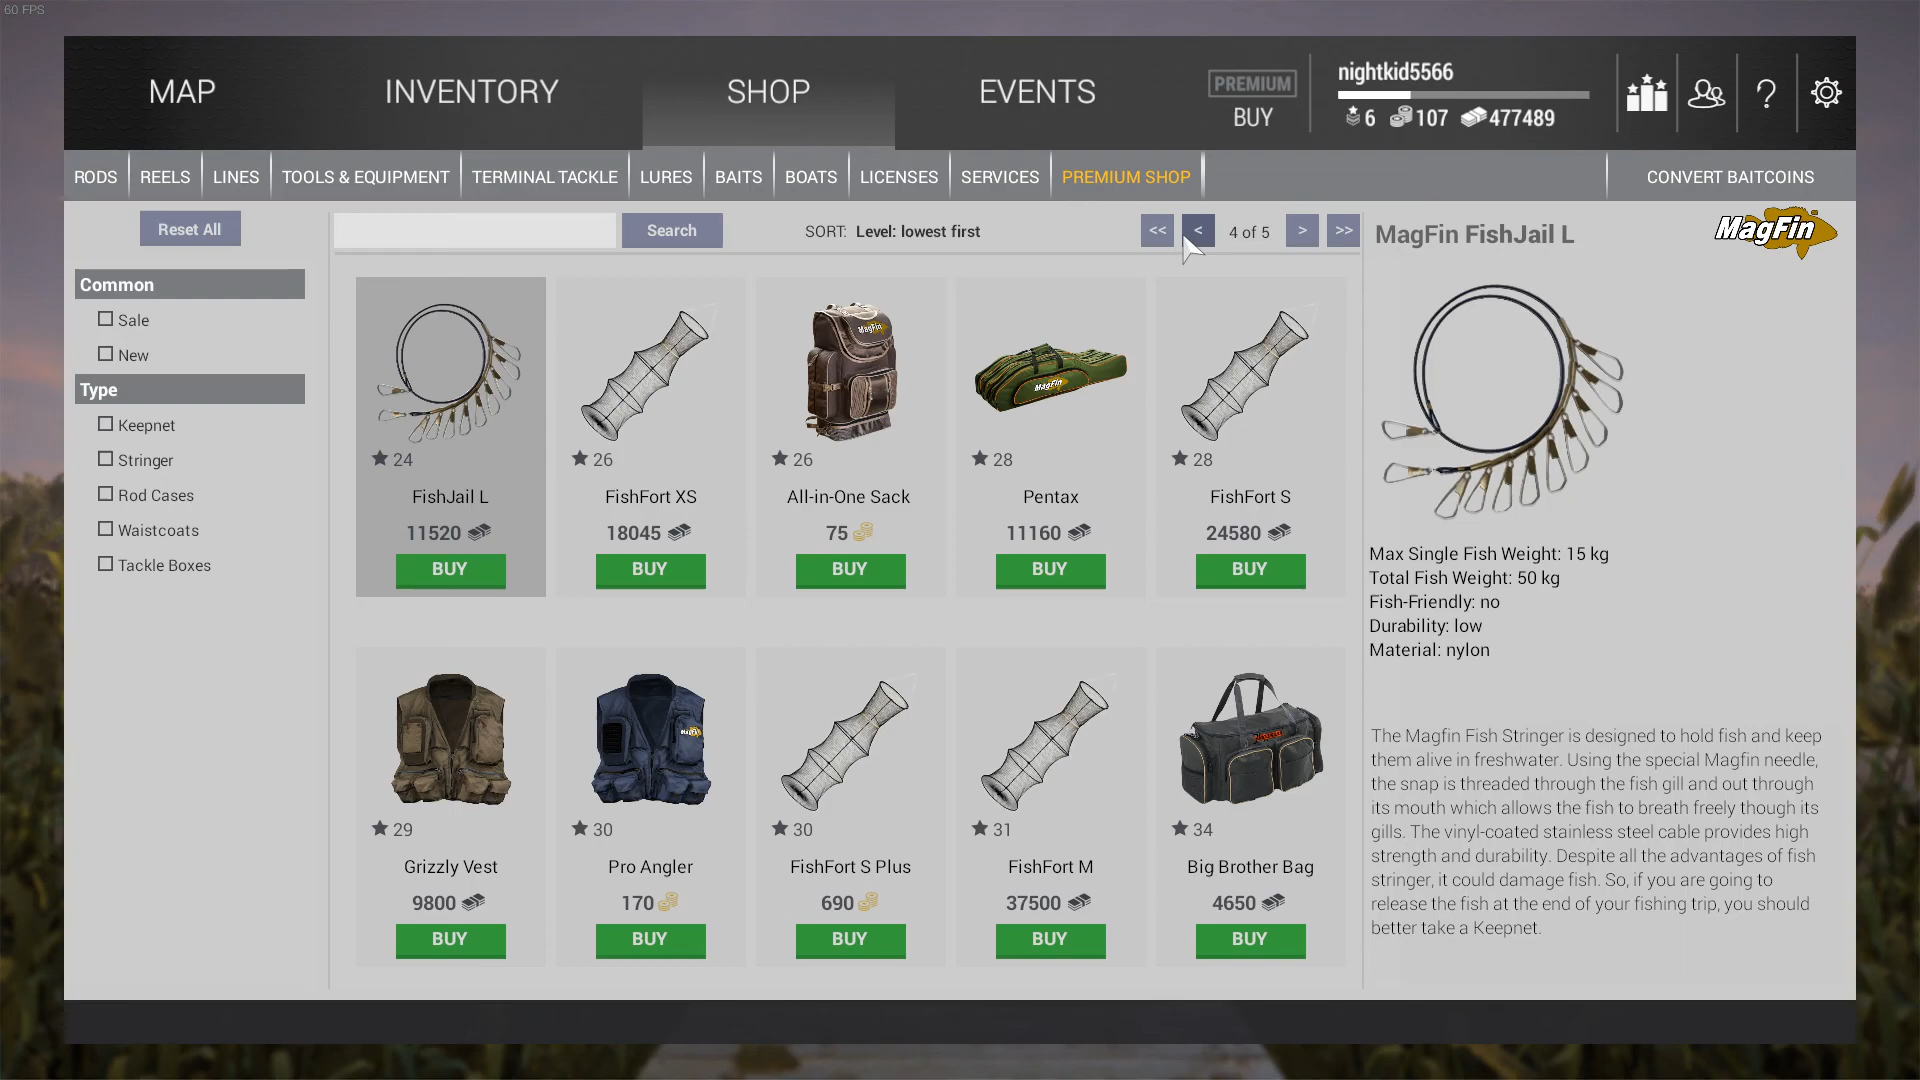 60 FPS
MAP
INVENTORY
SHOP
EVENTS
PREMIUM
BUY
nightkid5566
6 107 477489
RODS
REELS
LINES
TOOLS & EQUIPMENT
TERMINAL TACKLE
LURES
BAITS
BOATS
LICENSES
SERVICES
PREMIUM SHOP
CONVERT BAITCOINS
Reset All
Search
SORT: Level: lowest first
<<
<
4 of 5
>
>>
MagFin FishJail L
MagFin
Common
Sale
New
Type
Keepnet
Stringer
Rod Cases
Waistcoats
Tackle Boxes
24
FishJail L
11520
BUY
26
FishFort XS
18045
BUY
MagFin
26
All-in-One Sack
75
BUY
MagFin
28
Pentax
11160
BUY
28
FishFort S
24580
BUY
29
Grizzly Vest
9800
BUY
MagFin
30
Pro Angler
170
BUY
30
FishFort S Plus
690
BUY
31
FishFort M
37500
BUY
34
Big Brother Bag
4650
BUY
Max Single Fish Weight: 15 kg
Total Fish Weight: 50 kg
Fish-Friendly: no
Durability: low
Material: nylon
The Magfin Fish Stringer is designed to hold fish and keep
them alive in freshwater. Using the special Magfin needle,
the snap is threaded through the fish gill and out through
its mouth which allows the fish to breath freely though its
gills. The vinyl-coated stainless steel cable provides high
strength and durability. Despite all the advantages of fish
stringer, it could damage fish. So, if you are going to
release the fish at the end of your fishing trip, you should
better take a Keepnet.